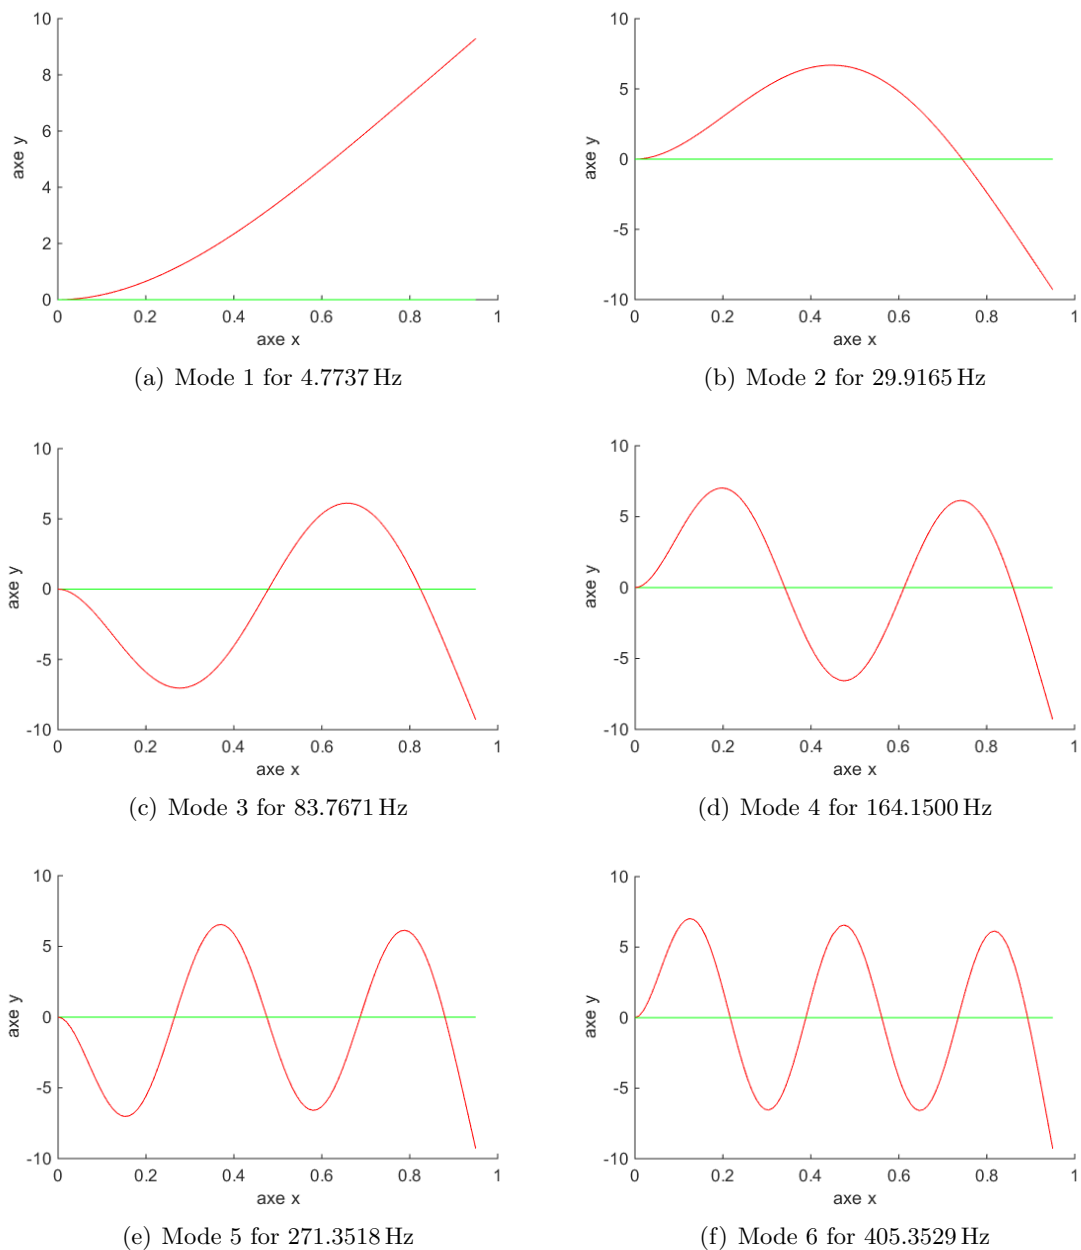 10
8
6
4
2
0
0 0.2 0.4 0.6 0.8 1
axe y
axe x
(a) Mode 1 for 4.7737 Hz
10
5
0
-5
-10
0 0.2 0.4 0.6 0.8 1
axe y
axe x
(b) Mode 2 for 29.9165 Hz
10
5
0
-5
-10
0 0.2 0.4 0.6 0.8 1
axe y
axe x
(c) Mode 3 for 83.7671 Hz
10
5
0
-5
-10
0 0.2 0.4 0.6 0.8 1
axe y
axe x
(d) Mode 4 for 164.1500 Hz
10
5
0
-5
-10
0 0.2 0.4 0.6 0.8 1
axe y
axe x
(e) Mode 5 for 271.3518 Hz
10
5
0
-5
-10
0 0.2 0.4 0.6 0.8 1
axe y
axe x
(f) Mode 6 for 405.3529 Hz